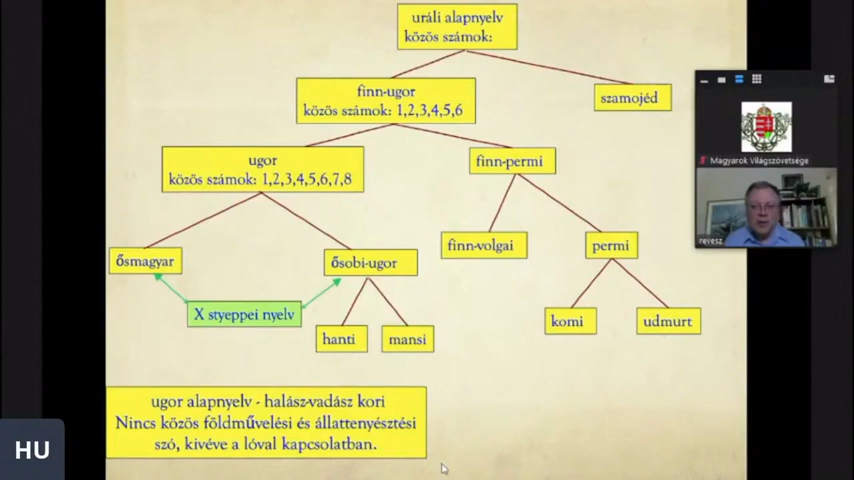 uráli alapnyelv
közös számok:
finn-ugor
közös számok: 1,2,3,4,5,6
szamojéd
ugor
közös számok: 1,2,3,4,5,6,7,8
finn-permi
Magyarok Világszövetsége
revesz
ősmagyar
ősobi-ugor
finn-volgai
permi
X styeppei nyelv
hanti
mansi
komi
udmurt
ugor alapnyelv - halász-vadász kori
Nincs közös földművelési és állattenyésztési
szó, kivéve a lóval kapcsolatban.
HU